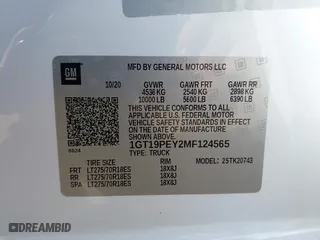 GM
MFD BY GENERAL MOTORS LLC
10/20 GVWR GAWR FRT GAWR RR
4536 KG 2540 KG 2898 KG
10000 LB 5600 LB 6390 LB
THIS VEHICLE CONFORMS TO ALL
APPLICABLE U.S. FEDERAL MOTOR
VEHICLE SAFETY STANDARDS IN EFFECT ON
THE DATE OF MANUFACTURE SHOWN ABOVE.
1GT19PEY2MF124565
TYPE: TRUCK
MODEL: 25TK20743
TIRE SIZE RIM
FRT LT275/70R18ES 18X8J
RR LT275/70R18ES 18X8J
SPA LT275/70R18ES 18X8J
AUTOHELPERBOT.COM